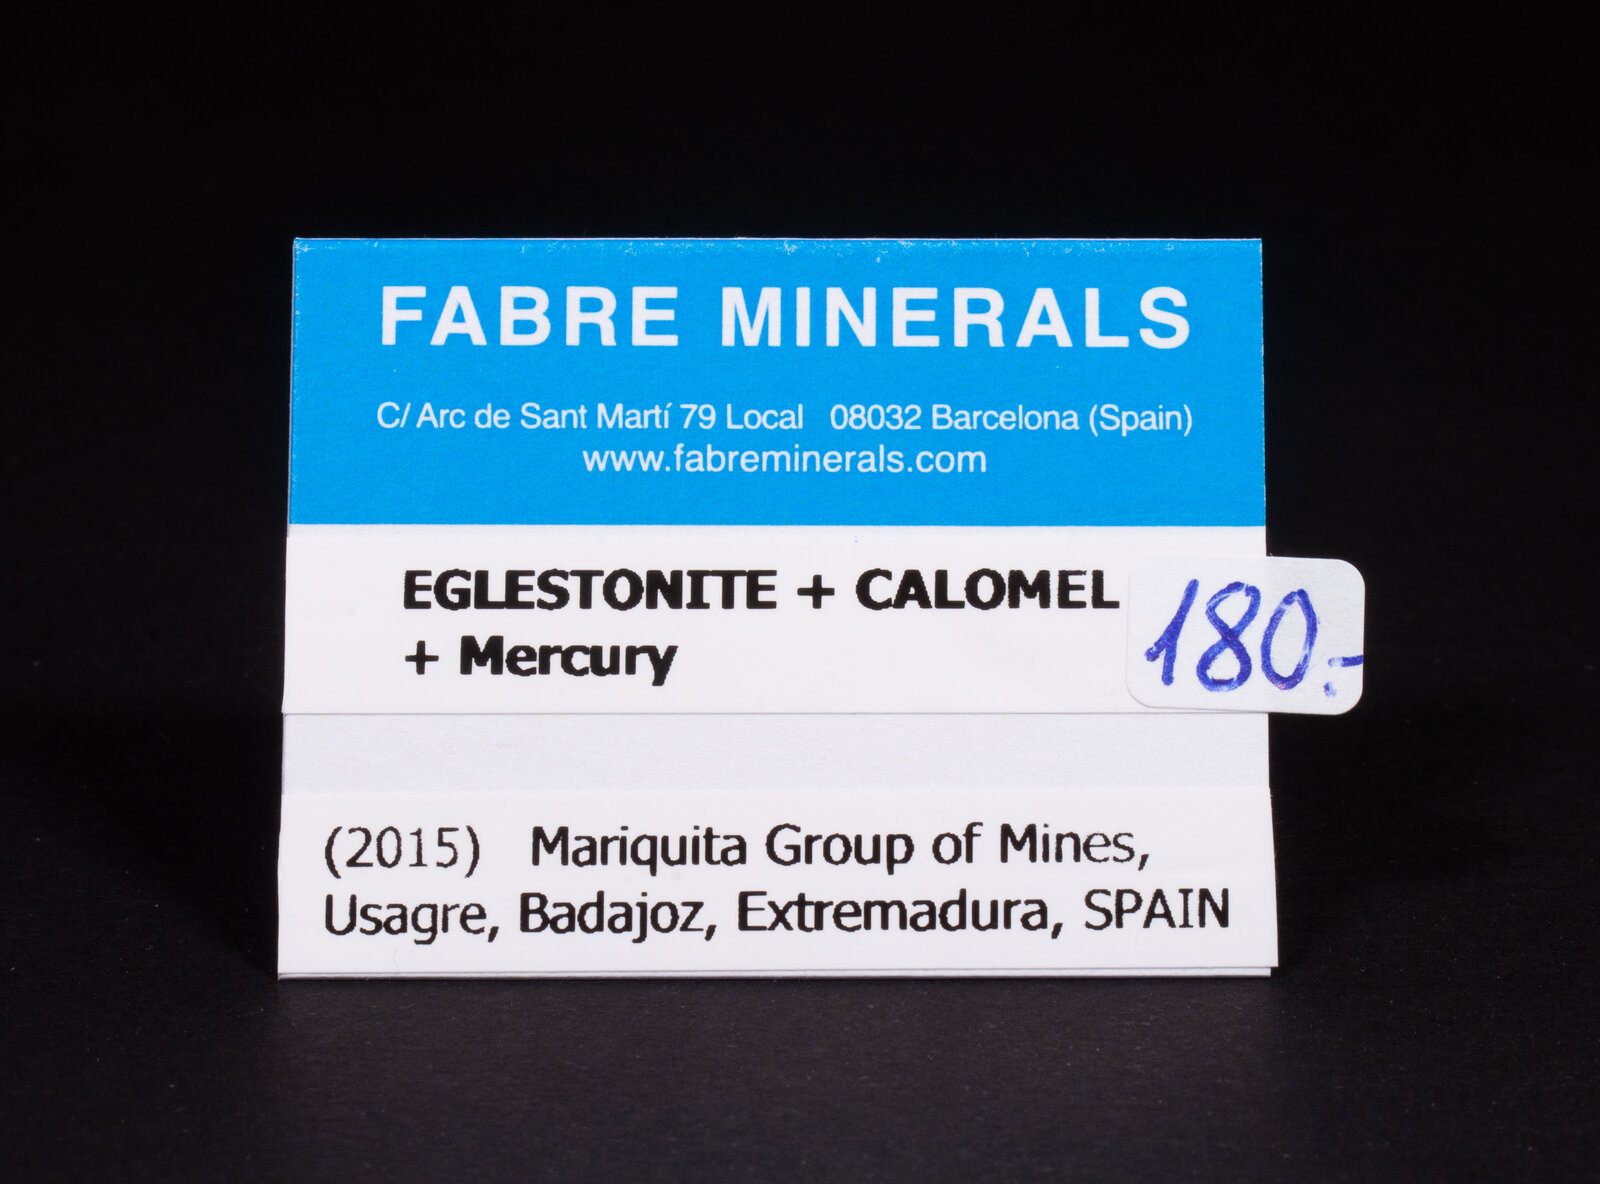 FABRE MINERALS
C/ Arc de Sant Martí 79 Local 08032 Barcelona (Spain)
www.fabreminerals.com
EGLESTONITE + CALOMEL
+ Mercury
180.-
(2015) Mariquita Group of Mines,
Usagre, Badajoz, Extremadura, SPAIN